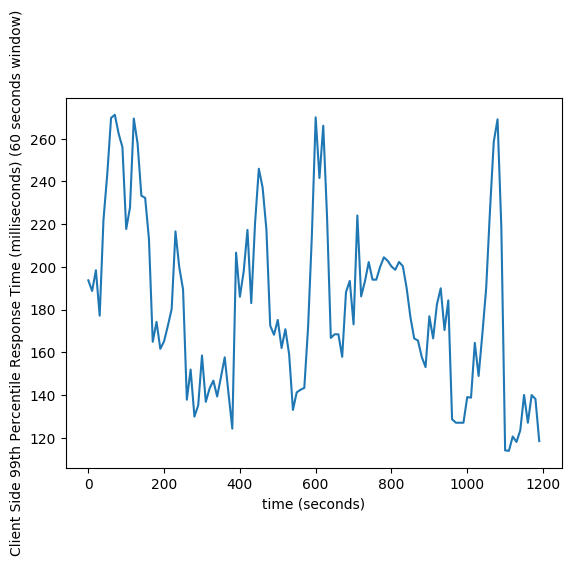 Client Side 99th Percentile Response Time (milliseconds) (60 seconds window)
260
240
220
200
180
160
140
120
0 200 400 600 800 1000 1200
time (seconds)